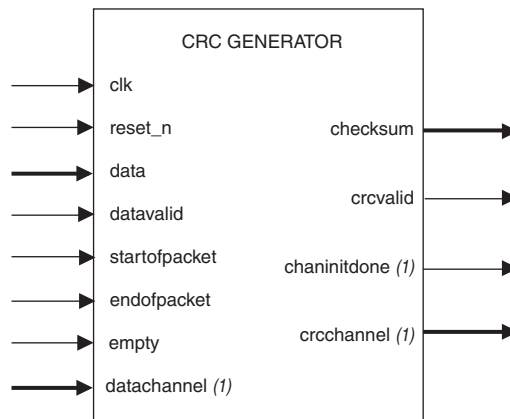 CRC GENERATOR
clk
reset_n
data
datavalid
startofpacket
endofpacket
empty
datachannel (1)
checksum
crcvalid
chaninitdone (1)
crcchannel (1)